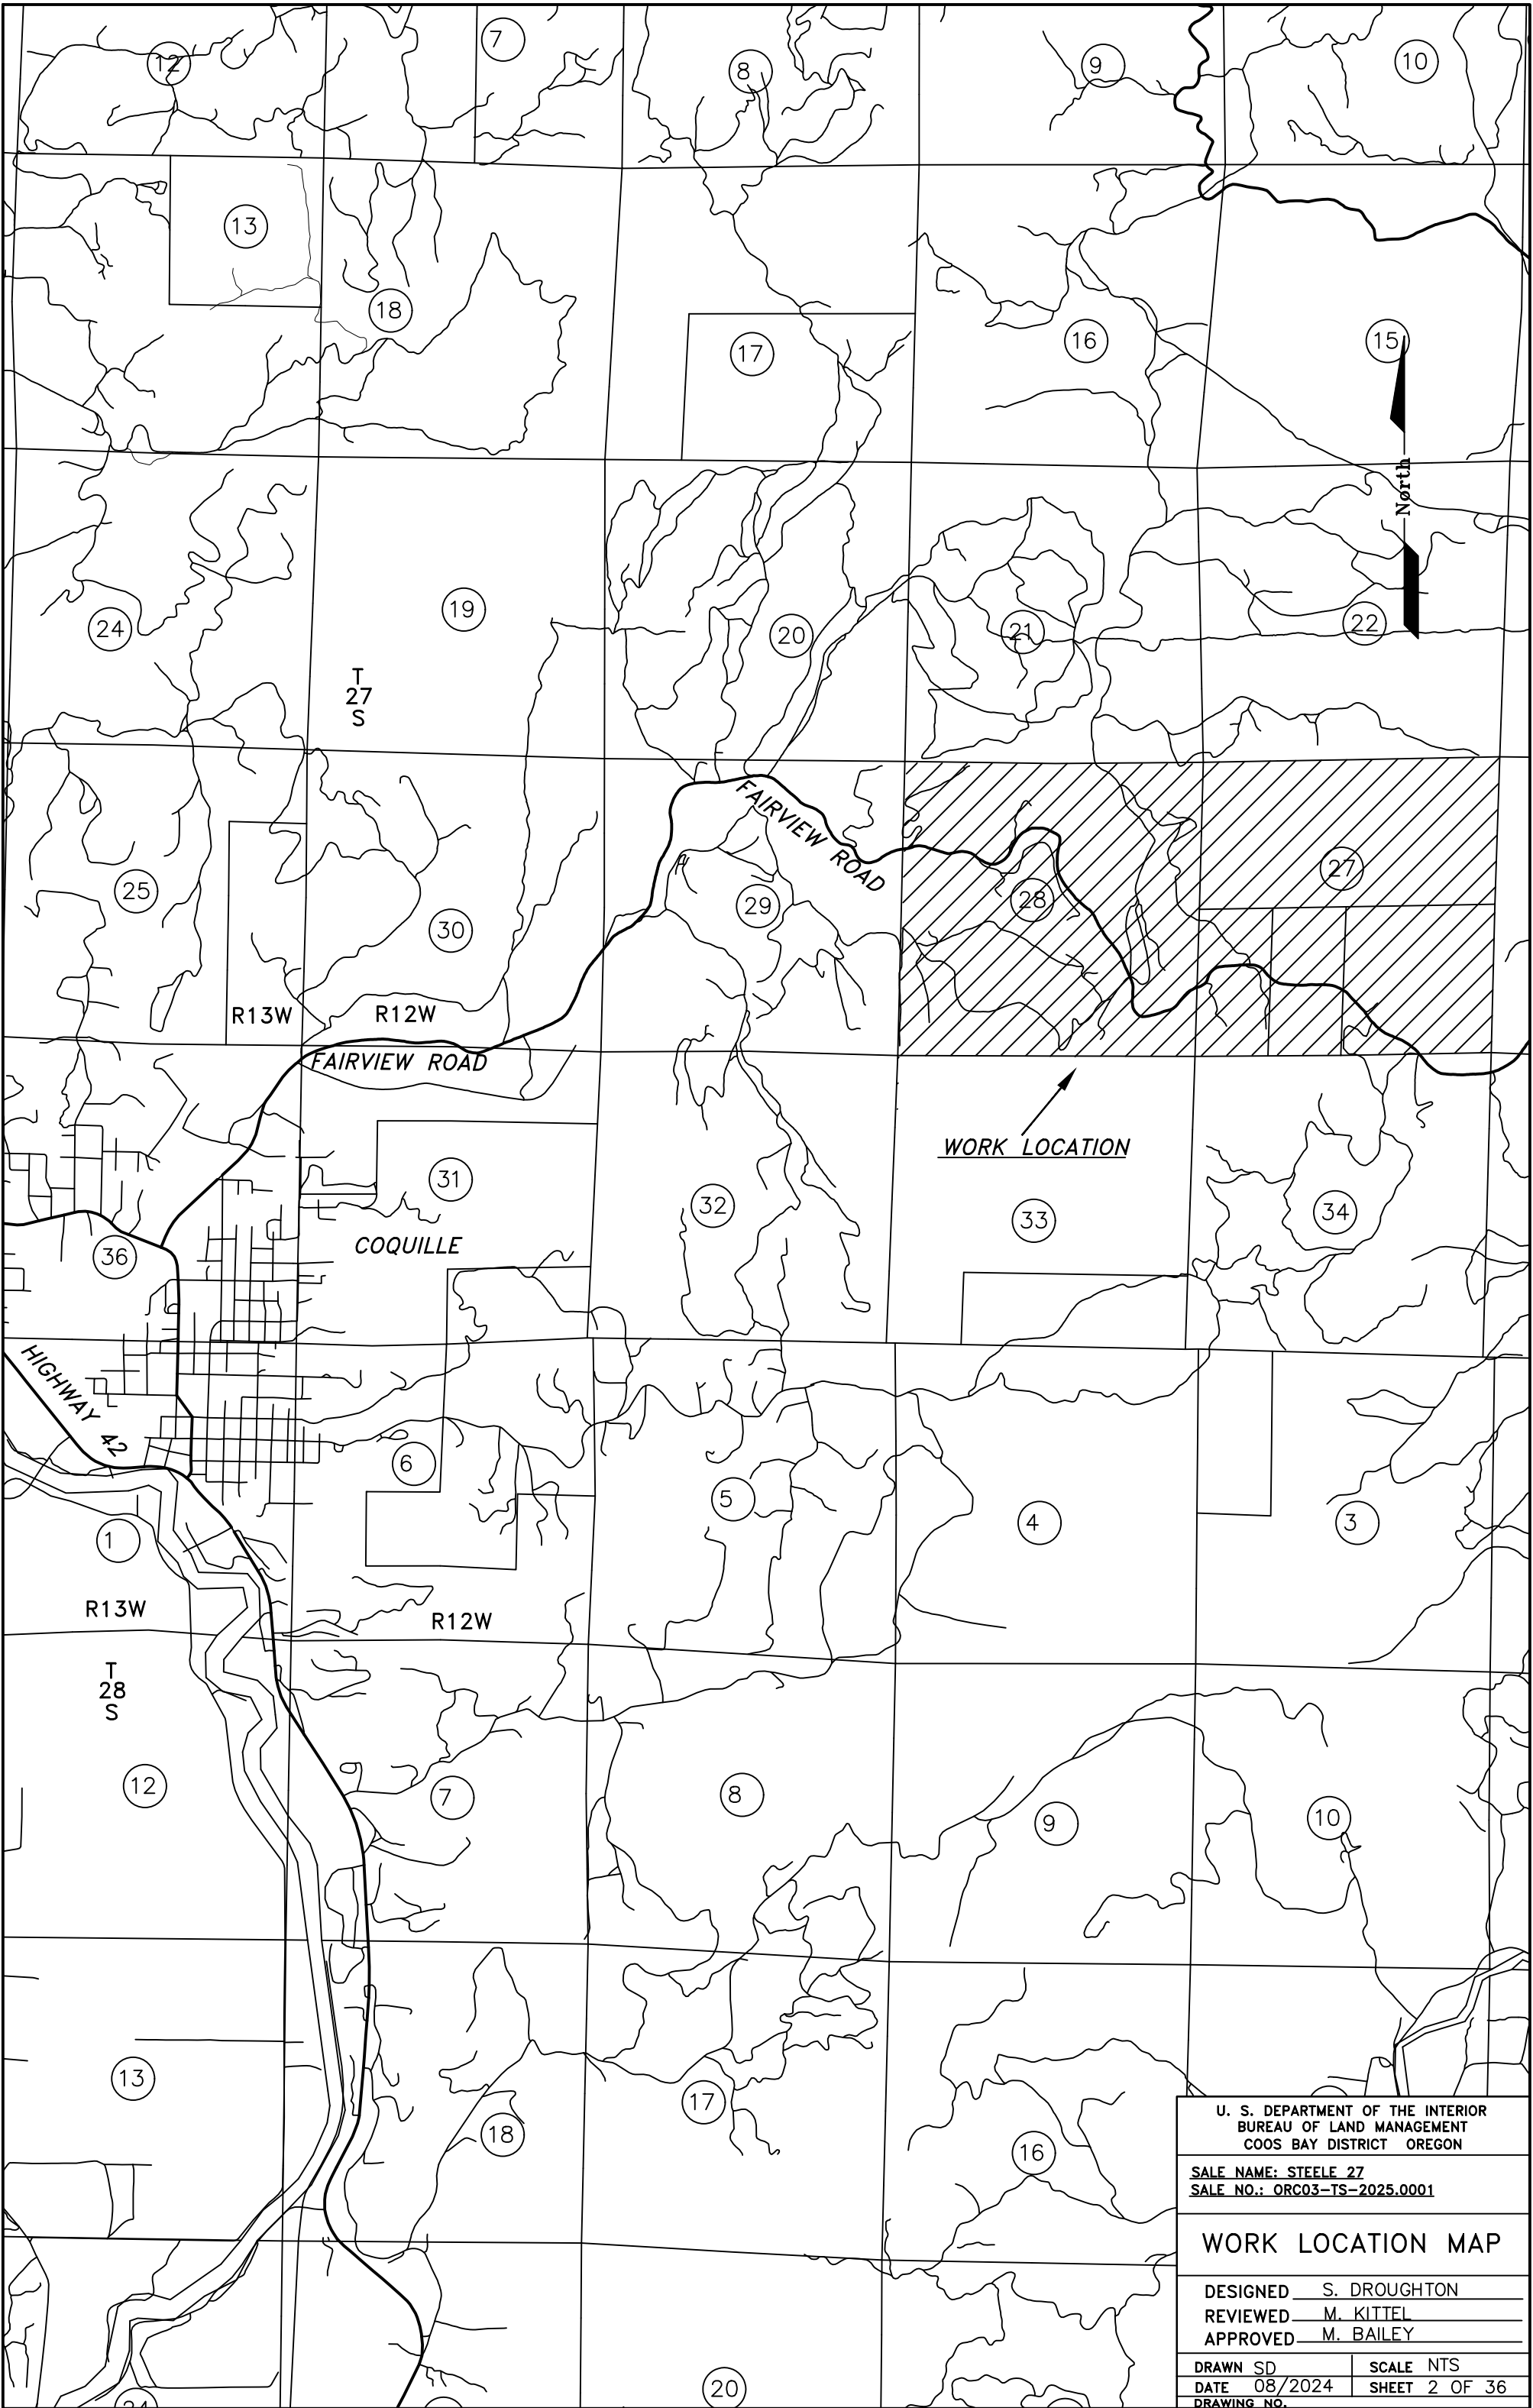 12
7
8
9
10
13
18
17
16
15
North
24
19
20
21
22
T
27
S
FAIRVIEW ROAD
25
30
29
28
27
R13W
R12W
FAIRVIEW ROAD
WORK LOCATION
31
32
33
34
36
COQUILLE
HIGHWAY 42
6
5
4
3
1
R13W
R12W
T
28
S
12
7
8
9
10
13
18
17
16
20
U. S. DEPARTMENT OF THE INTERIOR
BUREAU OF LAND MANAGEMENT
COOS BAY DISTRICT OREGON
SALE NAME: STEELE 27
SALE NO.: ORC03-TS-2025.0001
WORK LOCATION MAP
DESIGNED S. DROUGHTON
REVIEWED M. KITTEL
APPROVED M. BAILEY
DRAWN SD SCALE NTS
DATE 08/2024 SHEET 2 OF 36
DRAWING NO.